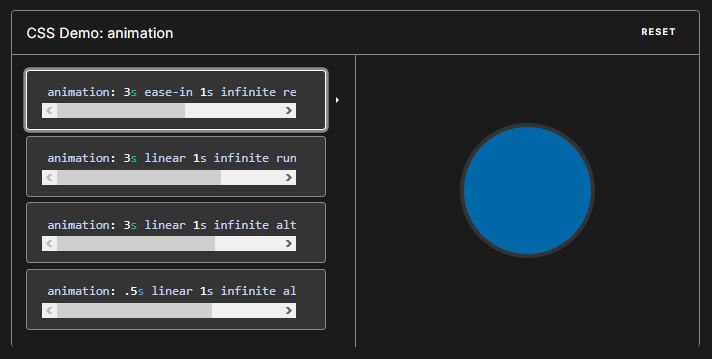 CSS Demo: animation
RESET
animation: 3s ease-in 1s infinite re
animation: 3s linear 1s infinite run
animation: 3s linear 1s infinite alt
animation: .5s linear 1s infinite al